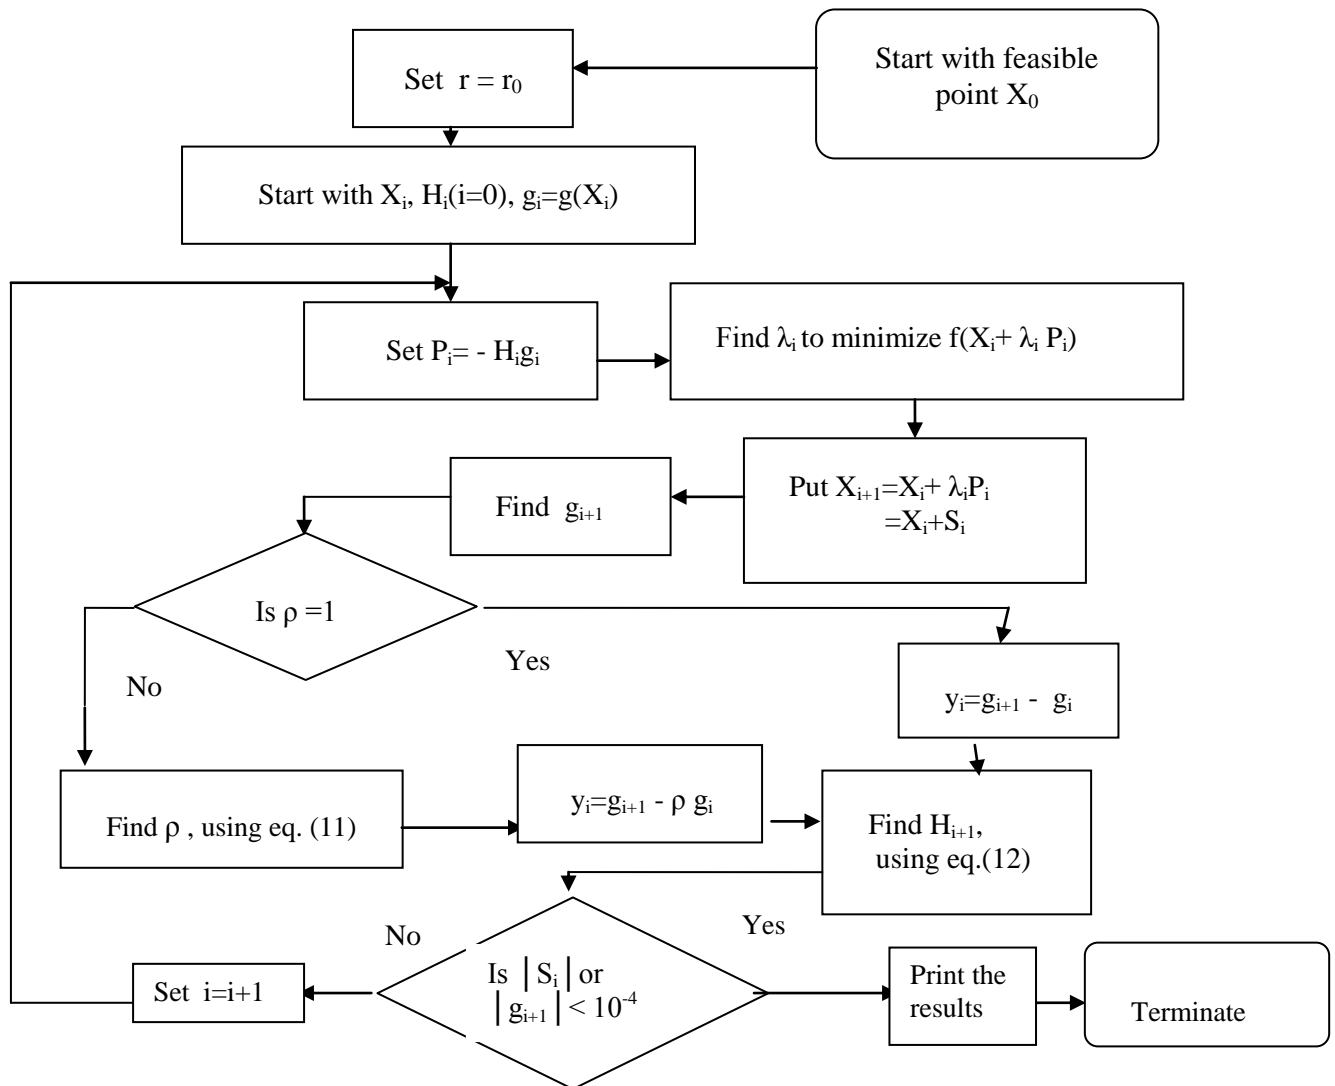 Start with feasible
point X₀
Set r = r₀
Start with Xᵢ, Hᵢ(i=0), gᵢ=g(Xᵢ)
Set Pᵢ= - Hᵢgᵢ
Find λᵢ to minimize f(Xᵢ+ λᵢ Pᵢ)
Put Xᵢ₊₁=Xᵢ+ λᵢPᵢ
=Xᵢ+Sᵢ
Find gᵢ₊₁
Is ρ =1
Yes
No
yᵢ=gᵢ₊₁ - gᵢ
Find ρ , using eq. (11)
yᵢ=gᵢ₊₁ - ρ gᵢ
Find Hᵢ₊₁,
using eq.(12)
Is |Sᵢ| or
|gᵢ₊₁| < 10⁻⁴
No
Yes
Set i=i+1
Print the
results
Terminate